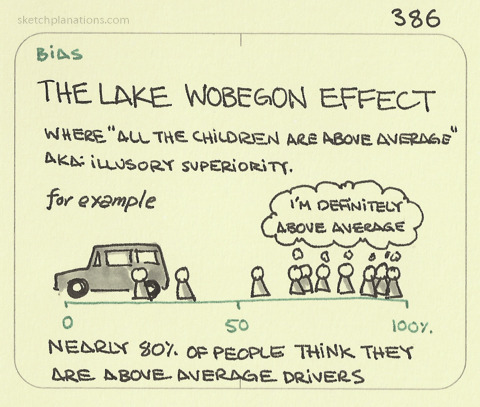 sketchplanations.com
386
BiAS
THE LAKE WOBEGON EFFECT
WHERE "ALL THE CHILDREN ARE ABOVE AVERAGE"
AKA: ILLUSORY SUPERIORITY.
for example
I'M DEFINITELY
ABOVE AVERAGE
0 50 100%
NEARLY 80% OF PEOPLE THINK THEY
ARE ABOVE AVERAGE DRIVERS